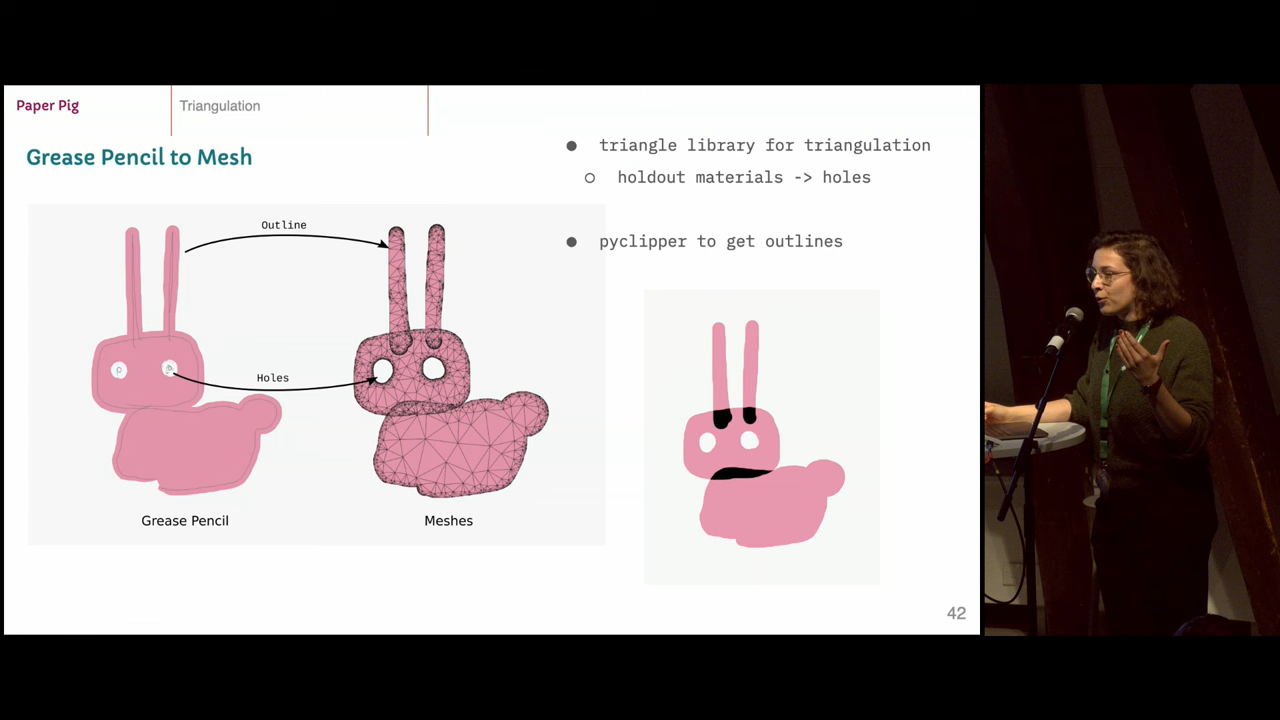 Paper Pig
Triangulation
Grease Pencil to Mesh
triangle library for triangulation
holdout materials -> holes
pyclipper to get outlines
Outline
Holes
Grease Pencil
Meshes
42